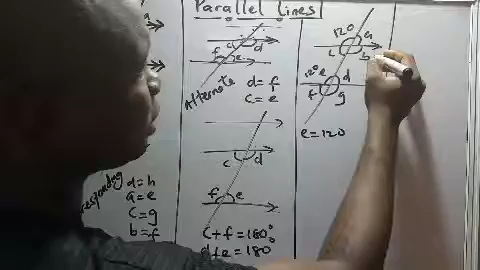 Parallel Lines
a
c d
f e
Alternate
d = f
c = e
c d
f e
c + f = 180°
d + e = 180
d = h
a = e
c = g
b = f
120 a
c b
120 e d
f g
e = 120